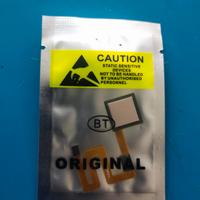 CAUTION
STATIC SENSITIVE
DEVICES
NOT TO BE HANDLED
BY UNAUTHORISED
PERSONNEL
BT
ORIGINAL